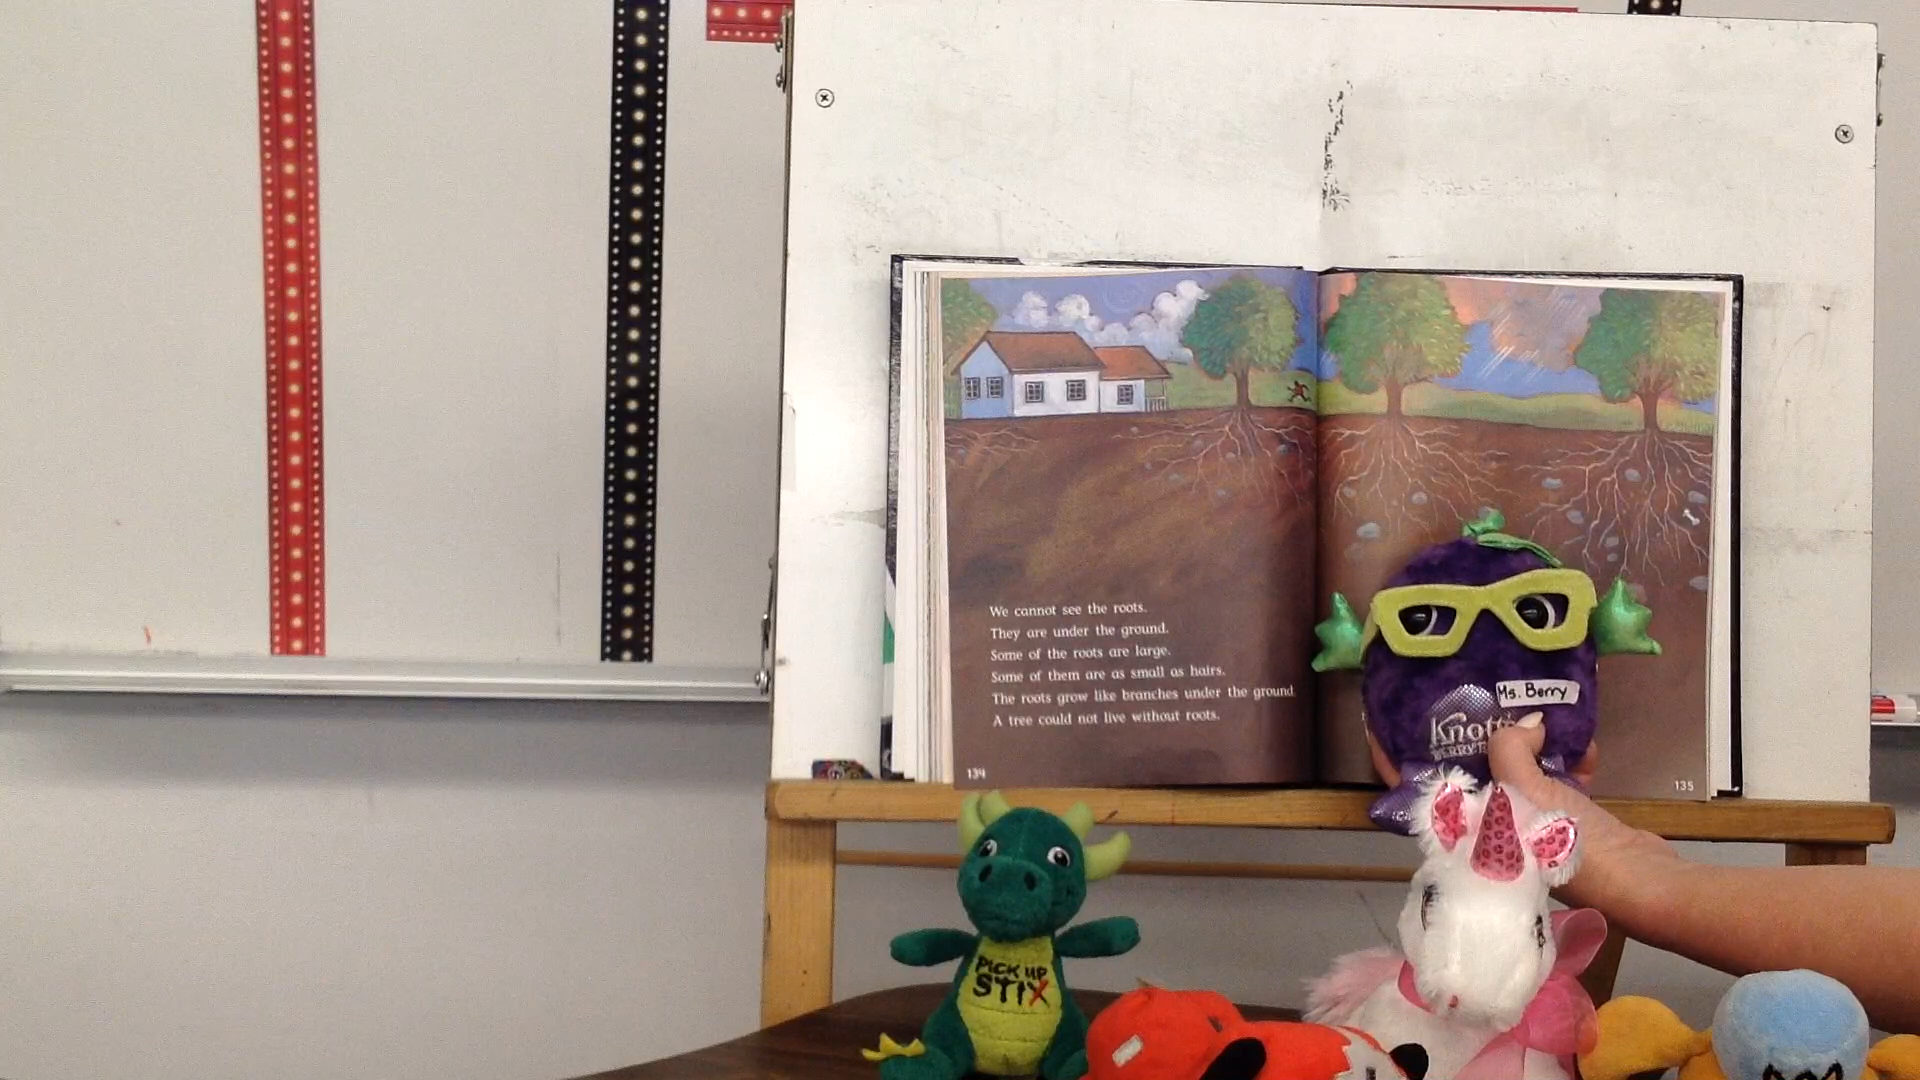 We cannot see the roots.
They are under the ground.
Some of the roots are large.
Some of them are as small as hairs.
The roots grow like branches under the ground.
A tree could not live without roots.
134
135
Ms. Berry
Knott's
PICK UP
STIX